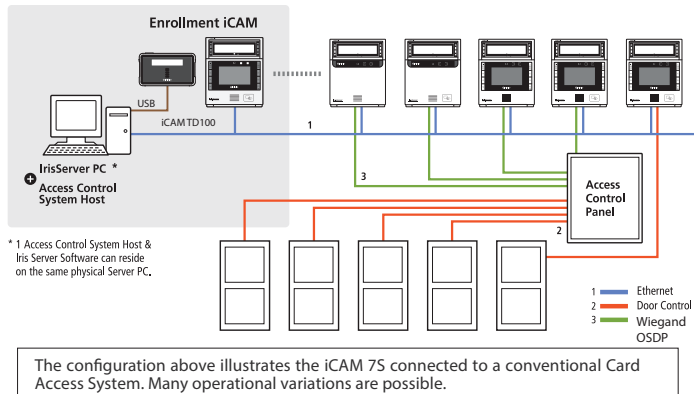 Enrollment iCAM
USB
iCAM TD100
1
IrisServer PC *
Access Control
System Host
3
Access
Control
Panel
2
* 1 Access Control System Host &
Iris Server Software can reside
on the same physical Server PC.
1 Ethernet
2 Door Control
3 Wiegand
OSDP
The configuration above illustrates the iCAM 7S connected to a conventional Card
Access System. Many operational variations are possible.